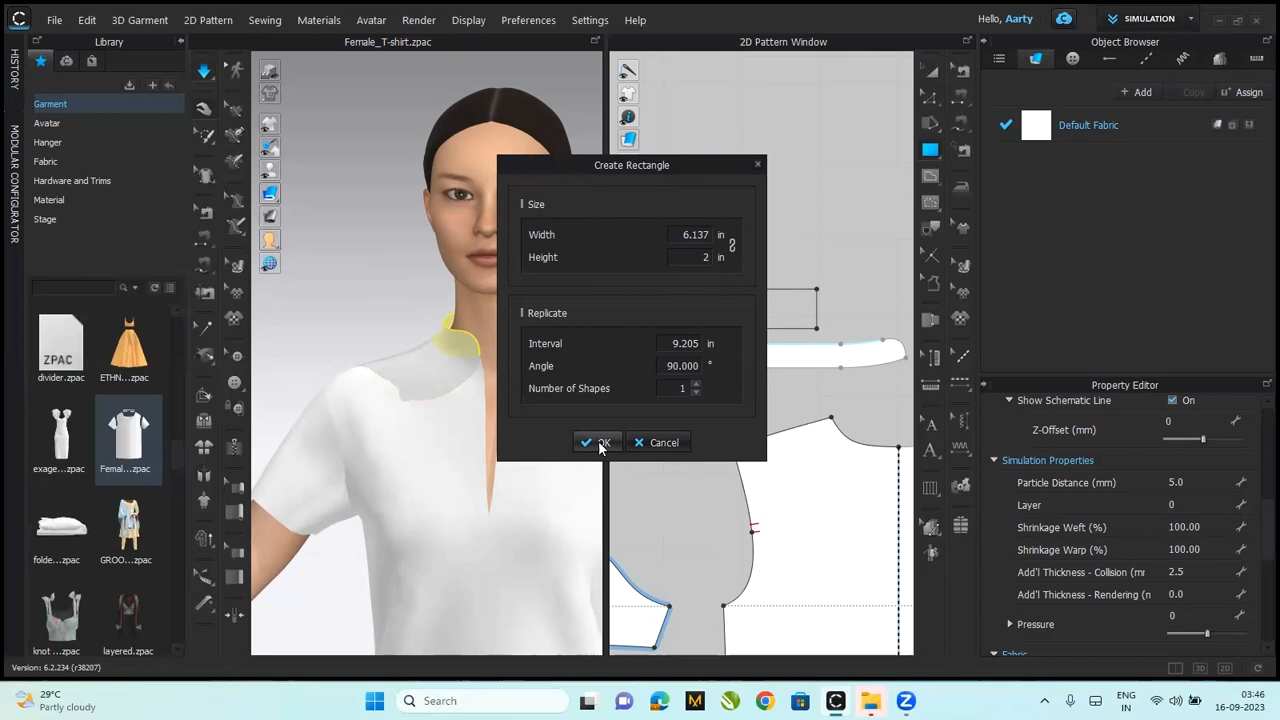 File Edit 3D Garment 2D Pattern Sewing Materials Avatar Render Display Preferences Settings Help Hello, Aarty SIMULATION
Library Female_T-shirt.zpac 2D Pattern Window Object Browser
HISTORY
MODULAR CONFIGURATOR
Garment
Avatar
Hanger
Fabric
Hardware and Trims
Material
Stage
ZPAC
divider.zpac ETHN...zpac
exage...zpac Femal...zpac
folde...zpac GROO...zpac
knot ...zpac layered.zpac
Create Rectangle
Size
Width 6.137 in
Height 2 in
Replicate
Interval 9.205 in
Angle 90.000 °
Number of Shapes 1
OK Cancel
+ Add Copy Assign
Default Fabric
Property Editor
Show Schematic Line On
Z-Offset (mm) 0
Simulation Properties
Particle Distance (mm) 5.0
Layer 0
Shrinkage Weft (%) 100.00
Shrinkage Warp (%) 100.00
Add'l Thickness - Collision (mr 2.5
Add'l Thickness - Rendering (n 0.0
Pressure 0
Fabric
Version: 6.2.234 (r38207) 3D 2D
29°C
Partly cloudy
Search
ENG
IN
03:46
16-09-2023